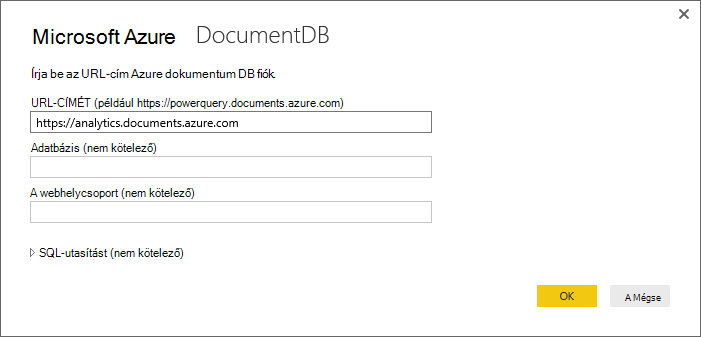 Microsoft Azure DocumentDB
Írja be az URL-cím Azure dokumentum DB fiók.
URL-CÍMÉT (például https://powerquery.documents.azure.com)
https://analytics.documents.azure.com
Adatbázis (nem kötelező)
A webhelycsoport (nem kötelező)
SQL-utasítást (nem kötelező)
OK
A Mégse